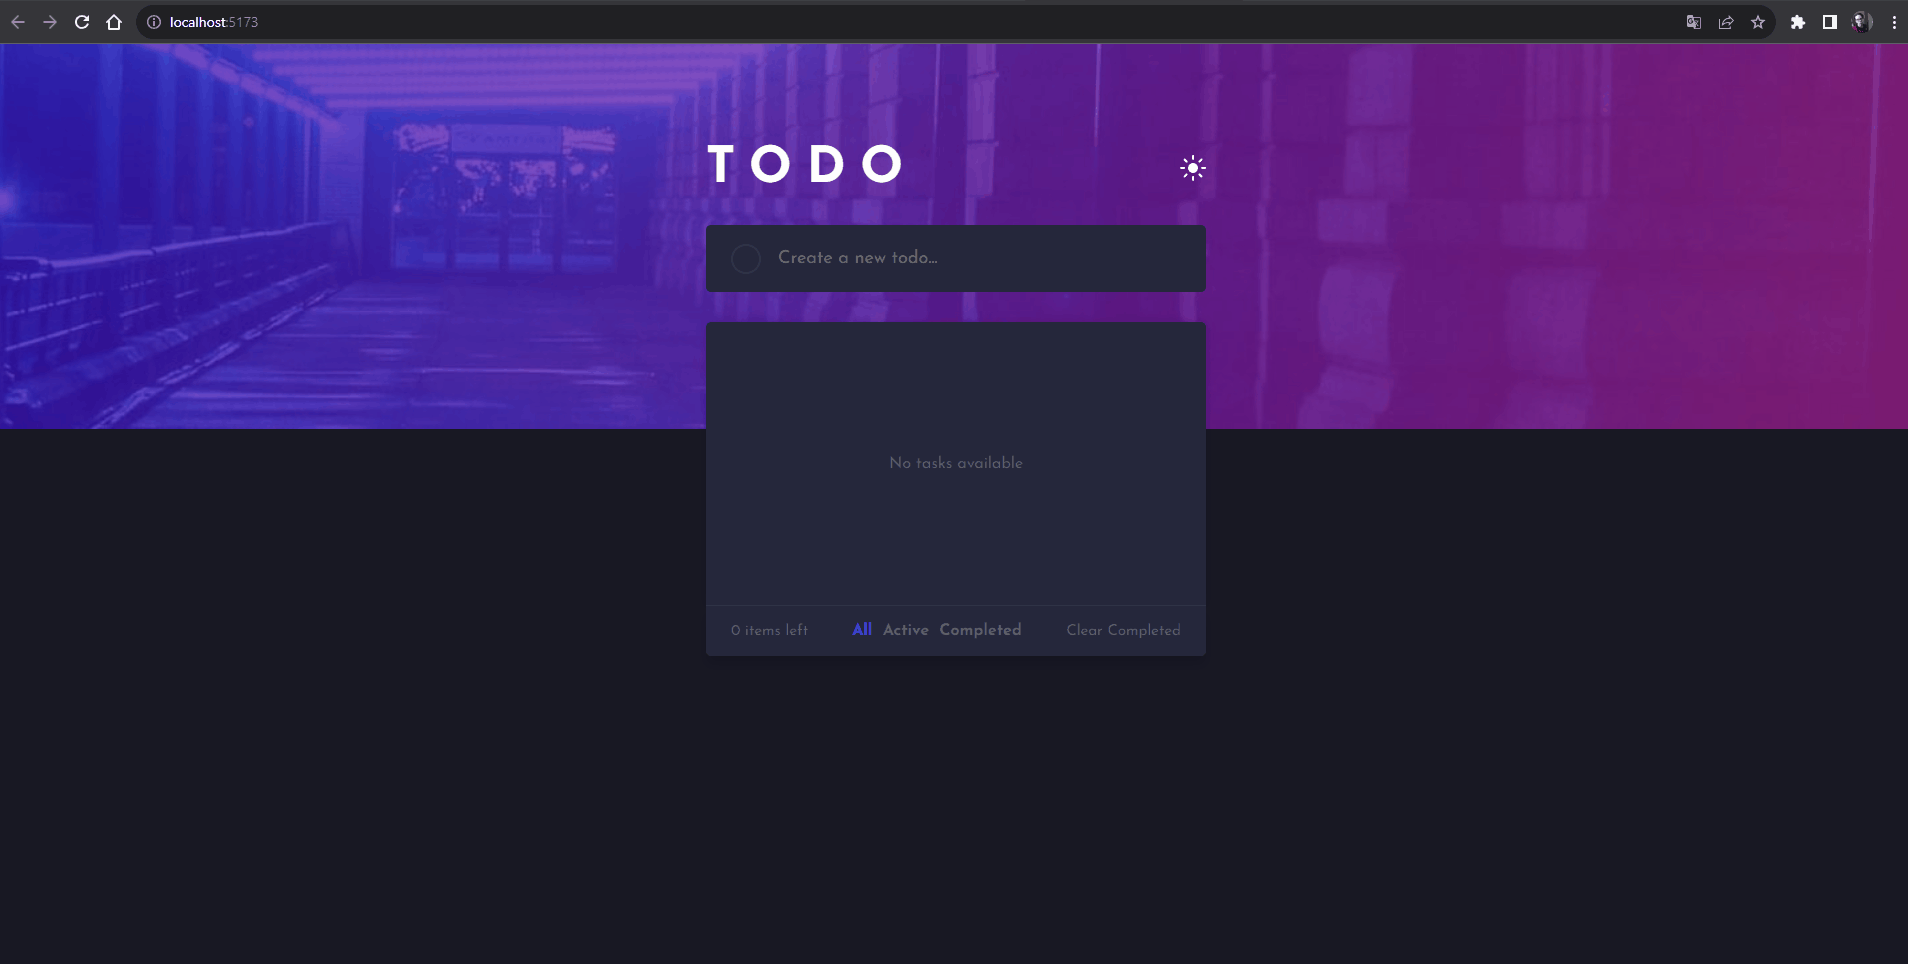 localhost:5173
TODO
Create a new todo...
No tasks available
0 items left
All Active Completed
Clear Completed